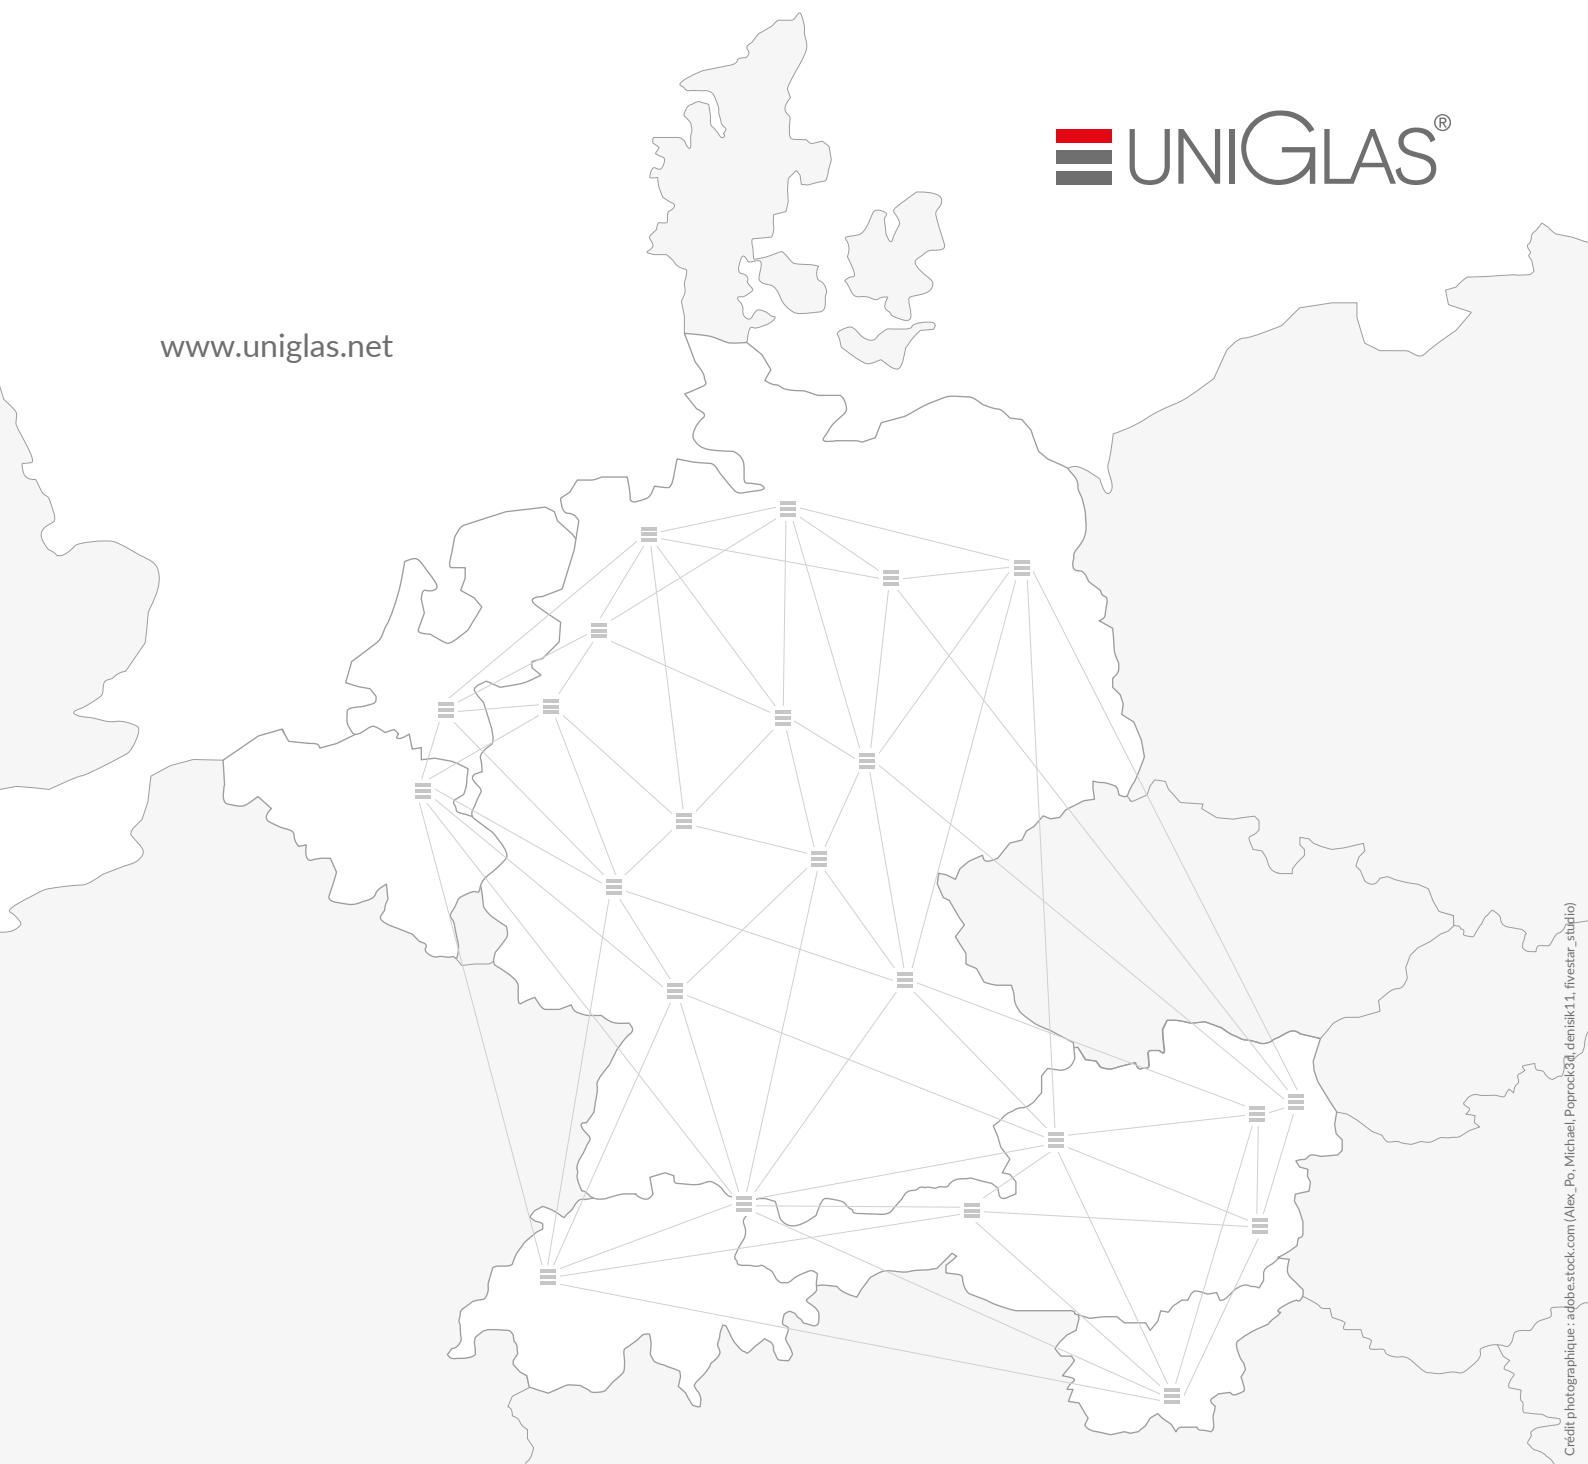 UNIGLAS®
www.uniglas.net
Crédit photographique : adobe.stock.com (Alex_Po, Michael, Poprock3d, denisik11, fivestar_studio)